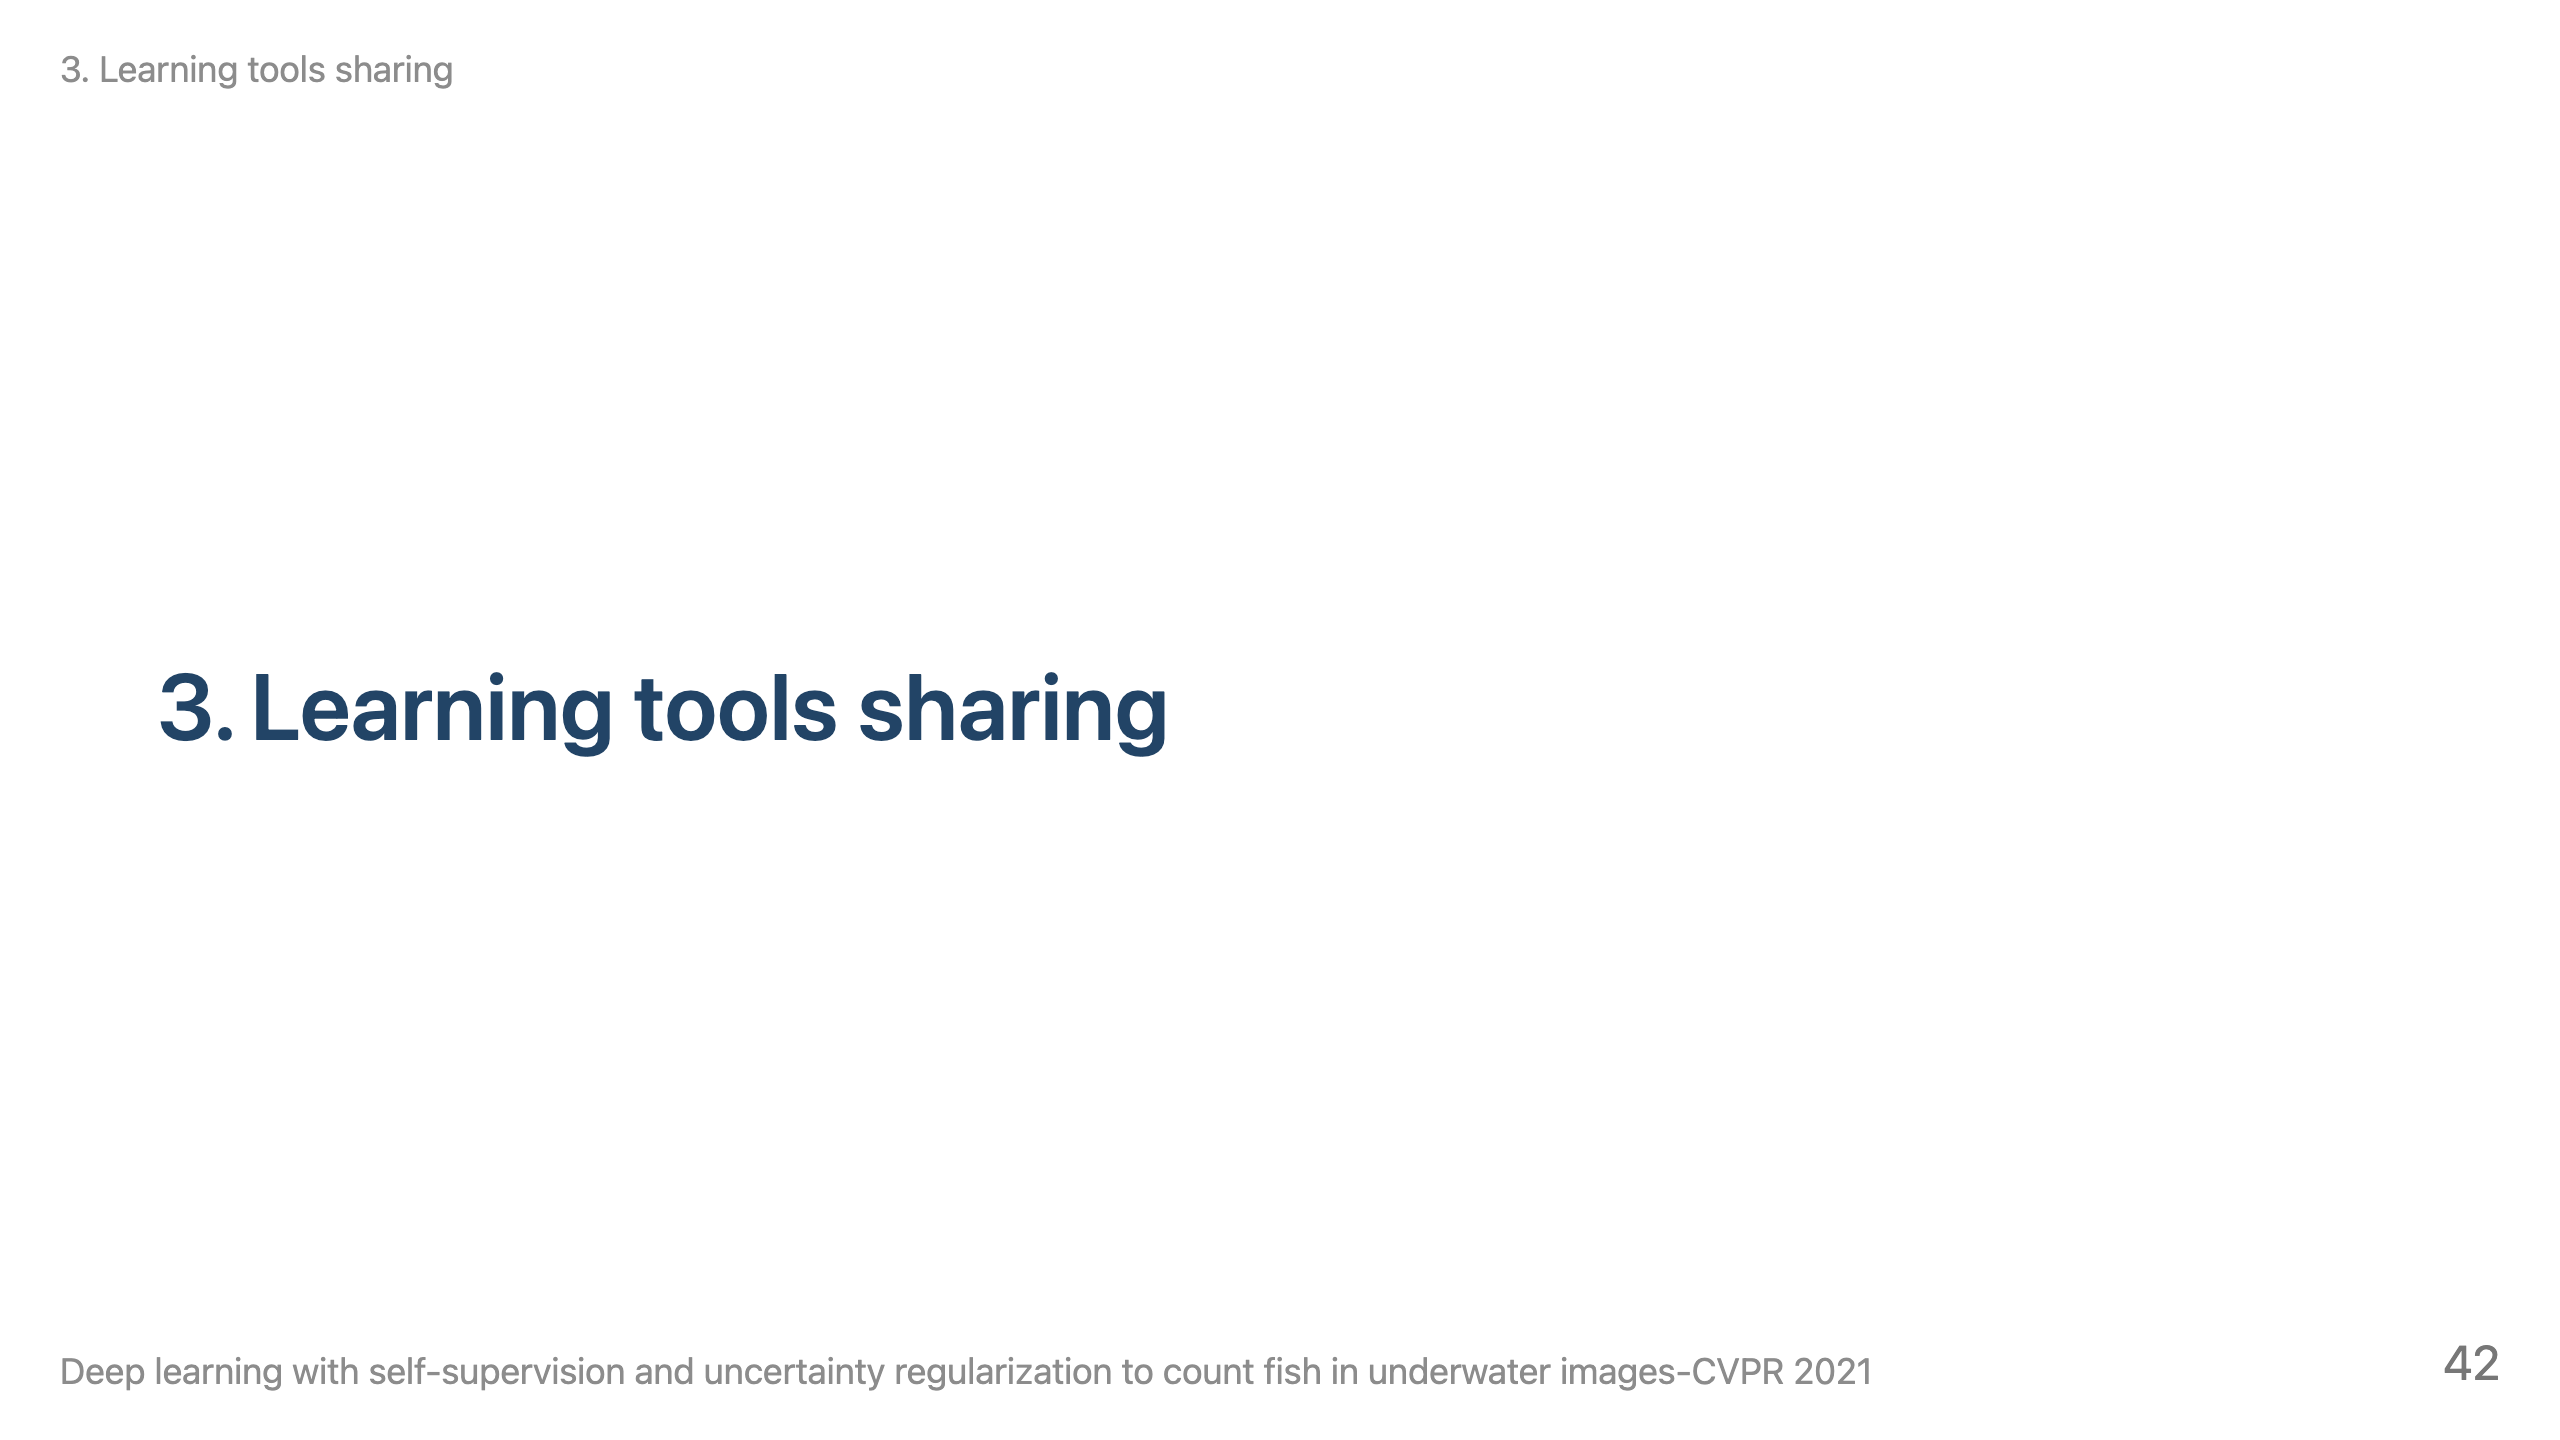 3. Learning tools sharing
3. Learning tools sharing
Deep learning with self-supervision and uncertainty regularization to count fish in underwater images-CVPR 2021
42